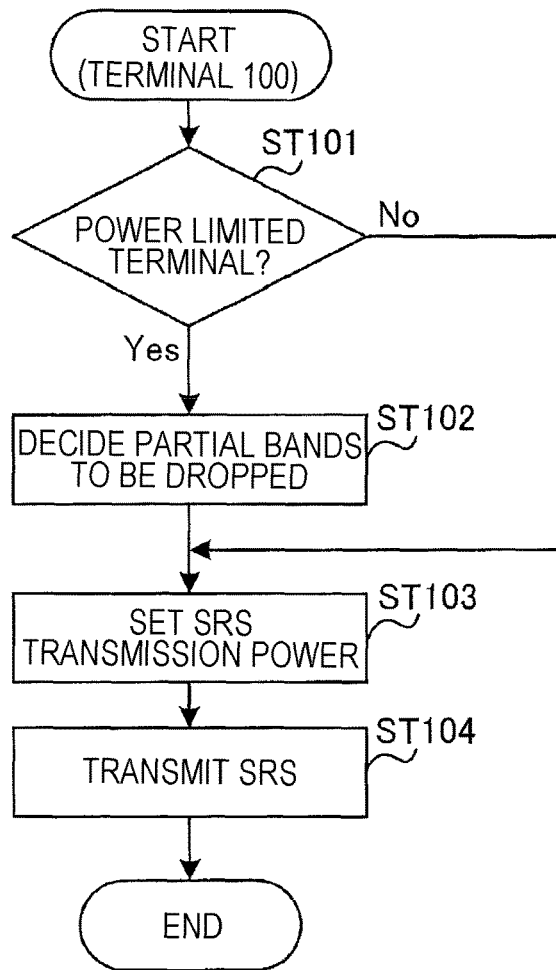 START
(TERMINAL 100)
ST101
POWER LIMITED
TERMINAL?
No
Yes
ST102
DECIDE PARTIAL BANDS
TO BE DROPPED
ST103
SET SRS
TRANSMISSION POWER
ST104
TRANSMIT SRS
END